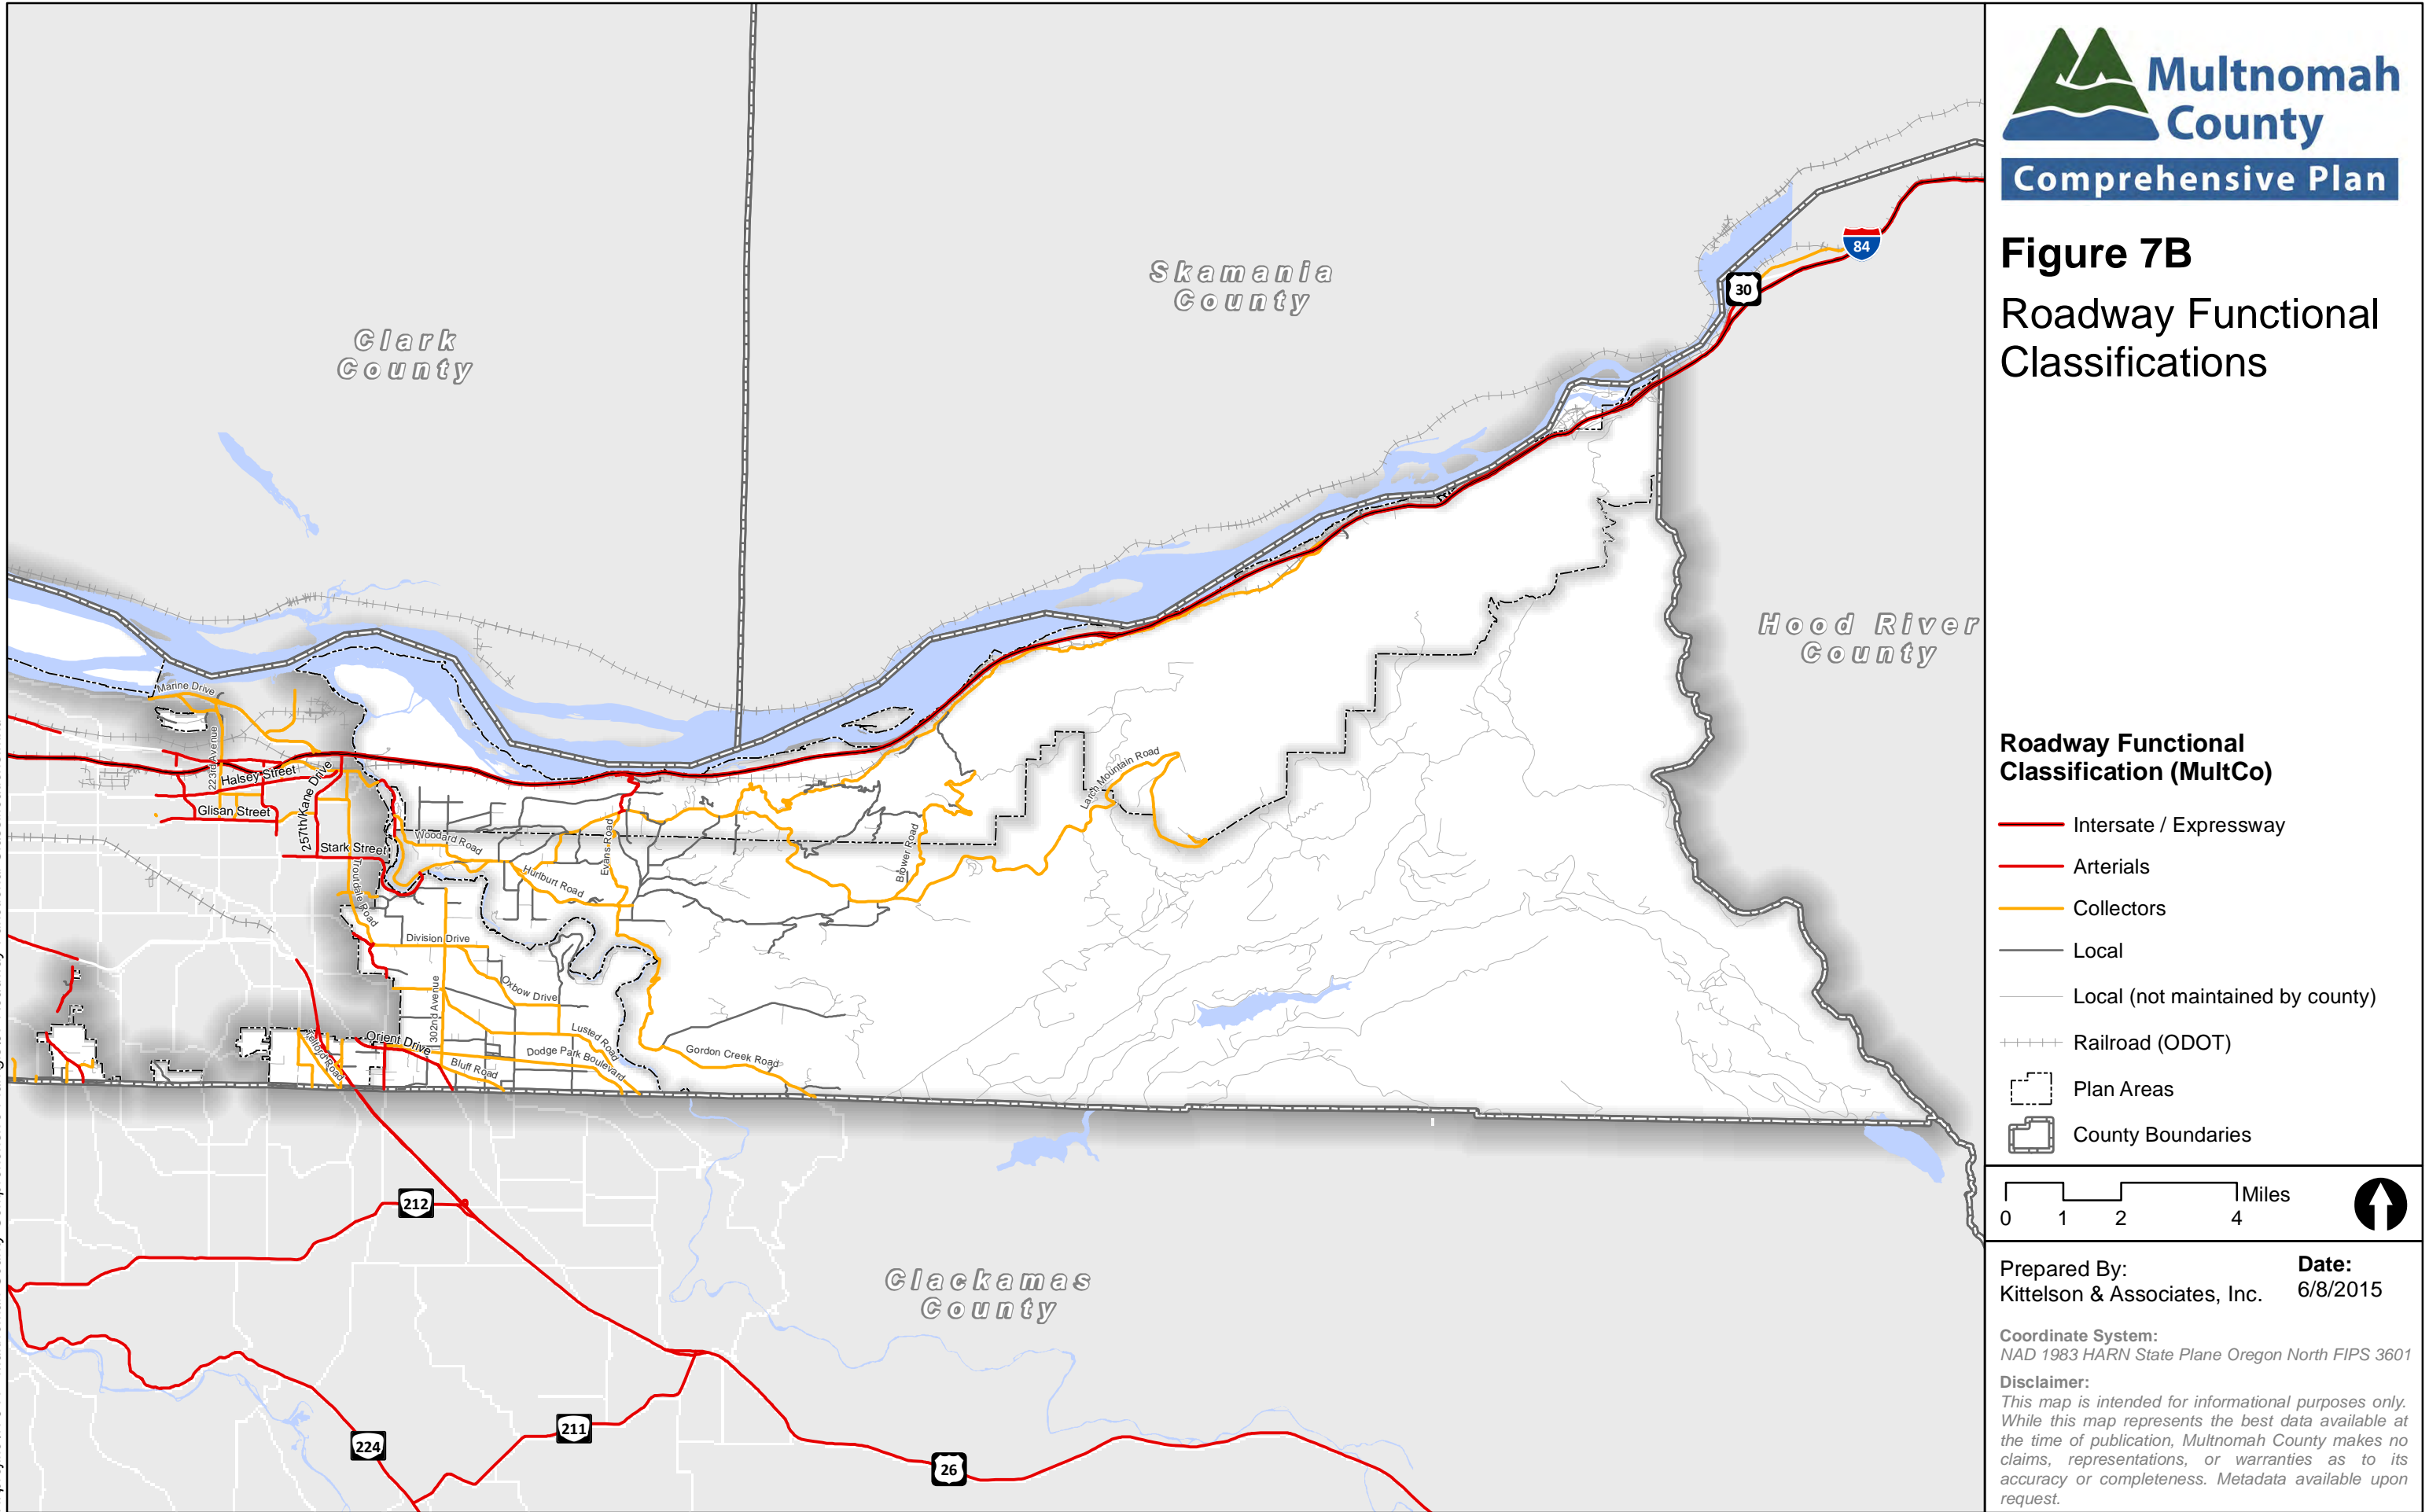 Multnomah
County
Comprehensive Plan
Figure 7B
Roadway Functional
Classifications
Clark
County
Skamania
County
84
30
Hood River
County
Marine Drive
223rd Avenue
Halsey Street
257th/Kane Drive
Glisan Street
Stark Street
Troutdale Road
Woodard Road
Hurlburt Road
Evans Road
Brower Road
Larch Mountain Road
Division Drive
302nd Avenue
Oxbow Drive
Lusted Road
Orient Drive
Telford Road
Bluff Road
Dodge Park Boulevard
Gordon Creek Road
212
Clackamas
County
224
211
26
Roadway Functional
Classification (MultCo)
Intersate / Expressway
Arterials
Collectors
Local
Local (not maintained by county)
Railroad (ODOT)
Plan Areas
County Boundaries
Miles
0 1 2 4
Prepared By:
Kittelson & Associates, Inc.
Date:
6/8/2015
Coordinate System:
NAD 1983 HARN State Plane Oregon North FIPS 3601
Disclaimer:
This map is intended for informational purposes only.
While this map represents the best data available at
the time of publication, Multnomah County makes no
claims, representations, or warranties as to its
accuracy or completeness. Metadata available upon
request.